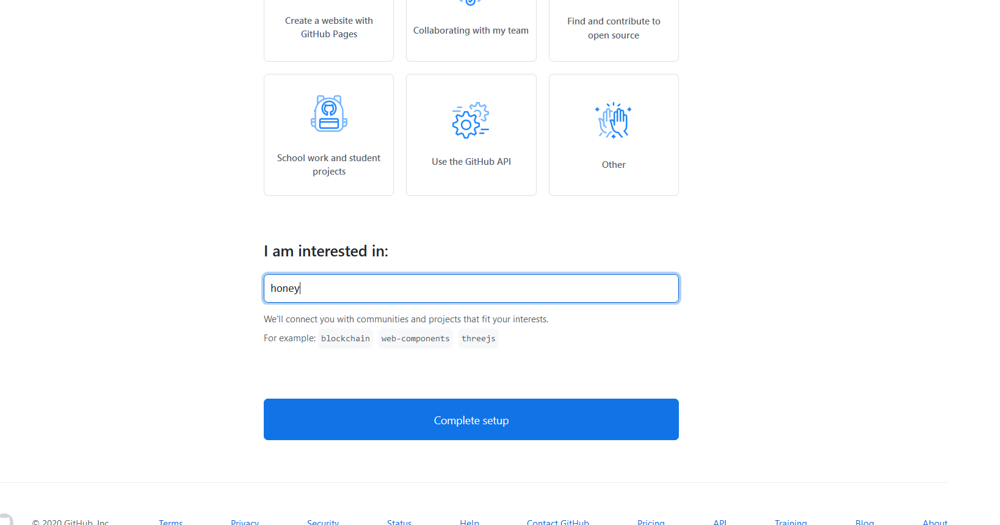 Create a website with
GitHub Pages
Collaborating with my team
Find and contribute to
open source
School work and student
projects
Use the GitHub API
Other
I am interested in:
honey
We'll connect you with communities and projects that fit your interests.
For example: blockchain web-components threejs
Complete setup
© 2020 GitHub, Inc. Terms Privacy Security Status Help Contact GitHub Pricing API Training Blog About